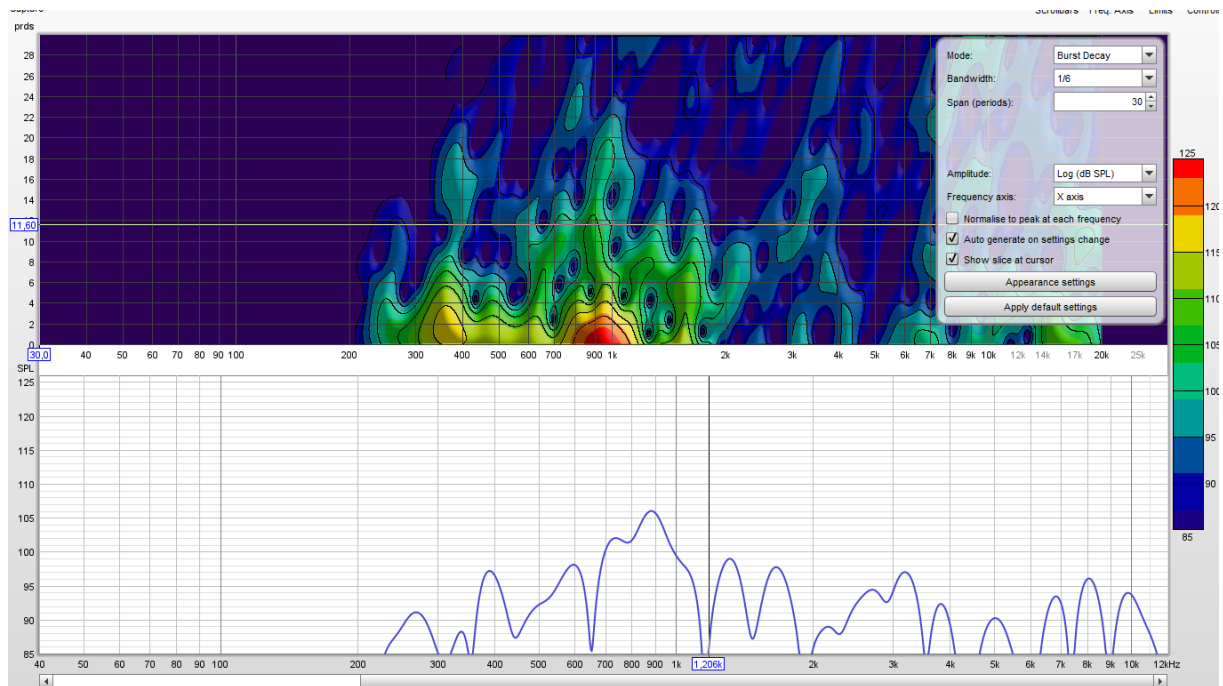 Capture
Scrollbars Freq. Axis Limits Controls
prds
28
26
24
22
20
18
16
14
11,60
10
8
6
4
2
0
30,0
40 50 60 70 80 90 100 200 300 400 500 600 700 900 1k 2k 3k 4k 5k 6k 7k 8k 9k 10k 12k 14k 17k 20k 25k
Mode: Burst Decay
Bandwidth: 1/6
Span (periods): 30
Amplitude: Log (dB SPL)
Frequency axis: X axis
Normalise to peak at each frequency
Auto generate on settings change
Show slice at cursor
Appearance settings
Apply default settings
125
120
115
110
105
100
95
90
85
SPL
125
120
115
110
105
100
95
90
85
40 50 60 70 80 90 100 200 300 400 500 600 700 800 900 1k 1,206k 2k 3k 4k 5k 6k 7k 8k 9k 10k 12kHz